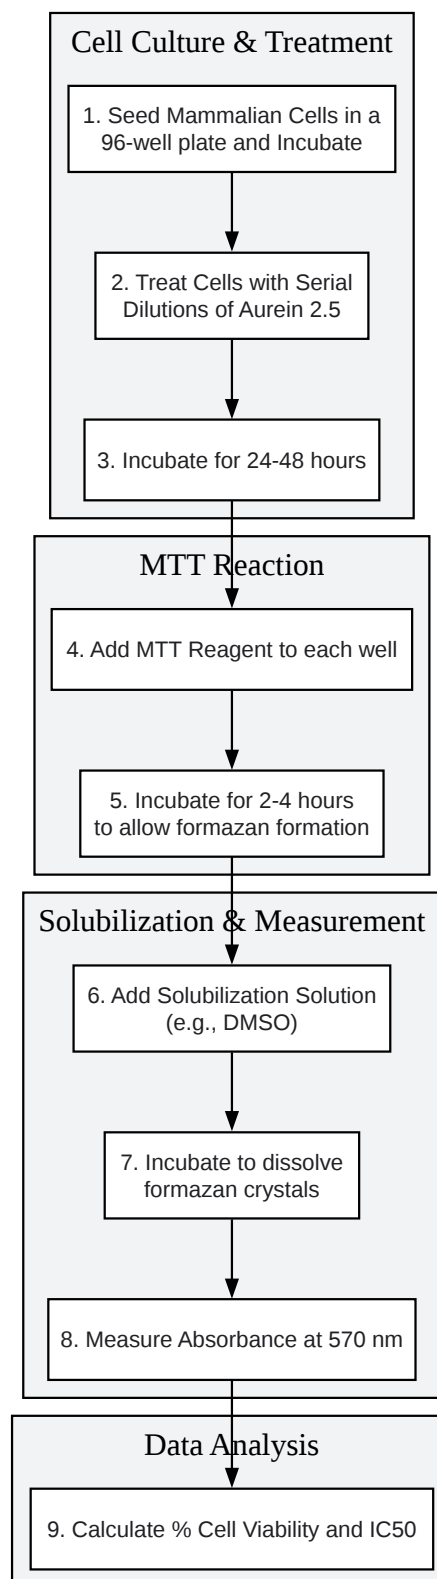 Cell Culture & Treatment
1. Seed Mammalian Cells in a
96-well plate and Incubate
2. Treat Cells with Serial
Dilutions of Aurein 2.5
3. Incubate for 24-48 hours
MTT Reaction
4. Add MTT Reagent to each well
5. Incubate for 2-4 hours
to allow formazan formation
Solubilization & Measurement
6. Add Solubilization Solution
(e.g., DMSO)
7. Incubate to dissolve
formazan crystals
8. Measure Absorbance at 570 nm
Data Analysis
9. Calculate % Cell Viability and IC50